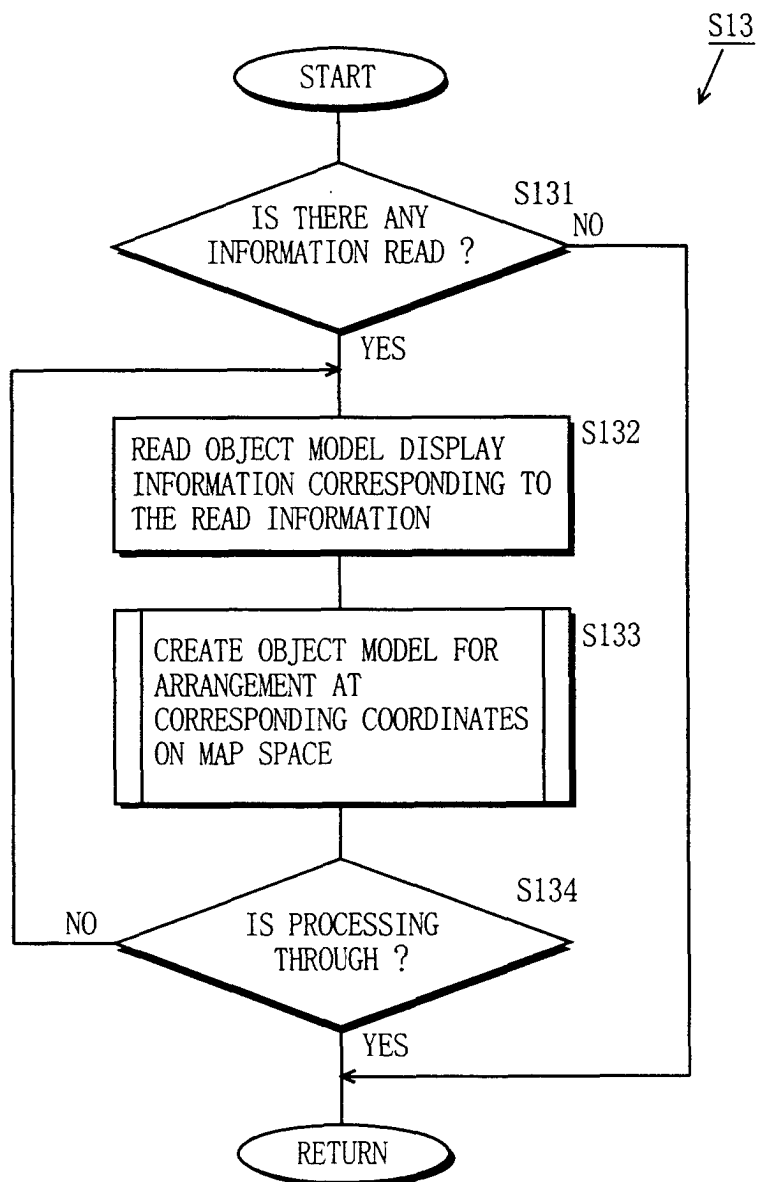 S13
START
S131
IS THERE ANY
INFORMATION READ ?
NO
YES
READ OBJECT MODEL DISPLAY
INFORMATION CORRESPONDING TO
THE READ INFORMATION
S132
CREATE OBJECT MODEL FOR
ARRANGEMENT AT
CORRESPONDING COORDINATES
ON MAP SPACE
S133
S134
NO
IS PROCESSING
THROUGH ?
YES
RETURN